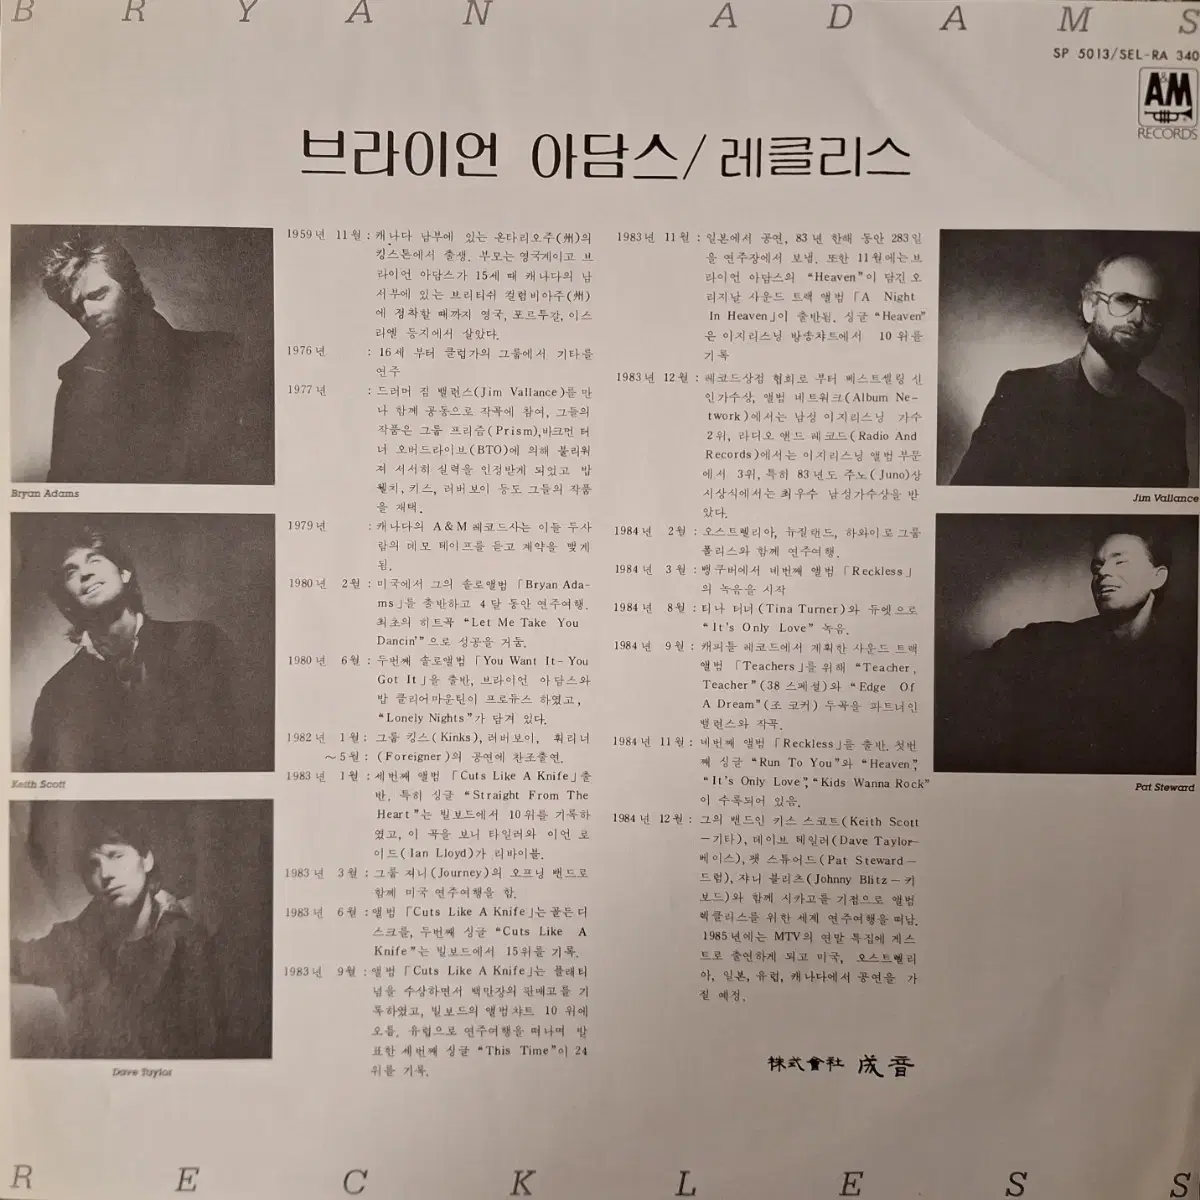 BRYAN ADAMS
SP 5013/SEL-RA 340
A&M
RECORDS
브라이언 아담스/레클리스
Bryan Adams
Keith Scott
Dave Taylor
1959년 11월 : 캐나다 남부에 있는 온타리오주(州)의
킹스톤에서 출생. 부모는 영국게이고 브
라이언 아담스가 15세 때 캐나다의 남
서부에 있는 브리티쉬 컬럼비아주(州)
에 정착할 때까지 영국, 포르투갈, 이스
라엘 등지에서 살았다.
1976년 : 16세 부터 클럽가의 그룹에서 기타를
연주
1977년 : 드러머 짐 밸런스(Jim Vallance)를 만
나 함께 공동으로 작곡에 참여, 그들의
작품은 그룹 프리즘(Prism),바크먼 터
너 오버드라이브(BTO)에 의해 불리워
져 서서히 실력을 인정받게 되었고 밥
웰치, 키스, 러버보이 등도 그들의 작품
을 채택.
1979년 : 캐나다의 A&M 레코드사는 이들 두사
람의 데모 테이프를 듣고 계약을 맺게
됨.
1980년 2월 : 미국에서 그의 솔로앨범 「Bryan Ada-
ms」를 출반하고 4달 동안 연주여행.
최초의 히트곡 “Let Me Take You
Dancin'”으로 성공을 거둠.
1980년 6월 : 두번째 솔로앨범 「You Want It-You
Got It」을 출반, 브라이언 아담스와
밥 클리어마운틴이 프로듀스 하였고,
“Lonely Nights”가 담겨 있다.
1982년 1월 : 그룹 킹스(Kinks), 러버보이, 훠리너
～5월 : (Foreigner)의 공연에 찬조출연.
1983년 1월 : 세번째 앨범 「Cuts Like A Knife」출
반. 특히 싱글 “Straight From The
Heart”는 빌보드에서 10위를 기록하
였고, 이 곡을 보니 타일러와 이언 로
이드(Ian Lloyd)가 리바이블.
1983년 3월 : 그룹 져니(Journey)의 오프닝 밴드로
함께 미국 연주여행을 함.
1983년 6월 : 앨범 「Cuts Like A Knife」는 골든디
스크를, 두번째 싱글 “Cuts Like A
Knife”는 빌보드에서 15위를 기록.
1983년 9월 : 앨범 「Cuts Like A Knife」는 플래티
넘을 수상하면서 백만장의 판매고를 기
록하였고, 빌보드의 앨범챠트 10위에
오름. 유럽으로 연주여행을 떠나며 발
표한 세번째 싱글 “This Time”이 24
위를 기록.
1983년 11월 : 일본에서 공연, 83년 한해 동안 283일
을 연주장에서 보냄. 또한 11월에는 브
라이언 아담스의 “Heaven”이 담긴 오
리지날 사운드 트랙 앨범「A Night
In Heaven」이 출반됨. 싱글 “Heaven”
은 이지리스닝 방송챠트에서 10위를
기록
1983년 12월 : 레코드상점 협회로 부터 베스트셀링 신
인가수상, 앨범 네트워크(Album Ne-
twork)에서는 남성 이지리스닝 가수
2위, 라디오 앤드 레코드(Radio And
Records)에서는 이지리스닝 앨범 부문
에서 3위, 특히 83년도 주노(Juno)상
시상식에서는 최우수 남성가수상을 받
았다.
1984년 2월 : 오스트렐리아, 뉴질랜드, 하와이로 그룹
폴리스와 함께 연주여행.
1984년 3월 : 뱅쿠버에서 네번째 앨범 「Reckless」
의 녹음을 시작
1984년 8월 : 티나 터너(Tina Turner)와 듀엣으로
“It's Only Love” 녹음.
1984년 9월 : 캐피틀 레코드에서 계획한 사운드 트랙
앨범 「Teachers」를 위해 “Teacher,
Teacher”(38 스페셜)와 “Edge Of
A Dream”(조 코커) 두곡을 파트너인
밸런스와 작곡.
1984년 11월 : 네번째 앨범 「Reckless」를 출반. 첫번
째 싱글 “Run To You”와 “Heaven”,
“It's Only Love”, “Kids Wanna Rock”
이 수록되어 있음.
1984년 12월 : 그의 밴드인 키스 스코트(Keith Scott
—기타), 데이브 테일러(Dave Taylor—
베이스), 팻 스튜어드(Pat Steward—
드럼), 쟈니 블리츠(Johnny Blitz—키
보드)와 함께 시카고를 기점으로 앨범
렉클러스를 위한 세계 연주여행을 떠남.
1985년에는 MTV의 연말 특집에 게스
트로 출연하게 되고 미국, 오스트렐리
아, 일본, 유럽, 캐나다에서 공연을 가
질 예정.
株式會社 成音
Jim Vallance
Pat Steward
RECKLESS